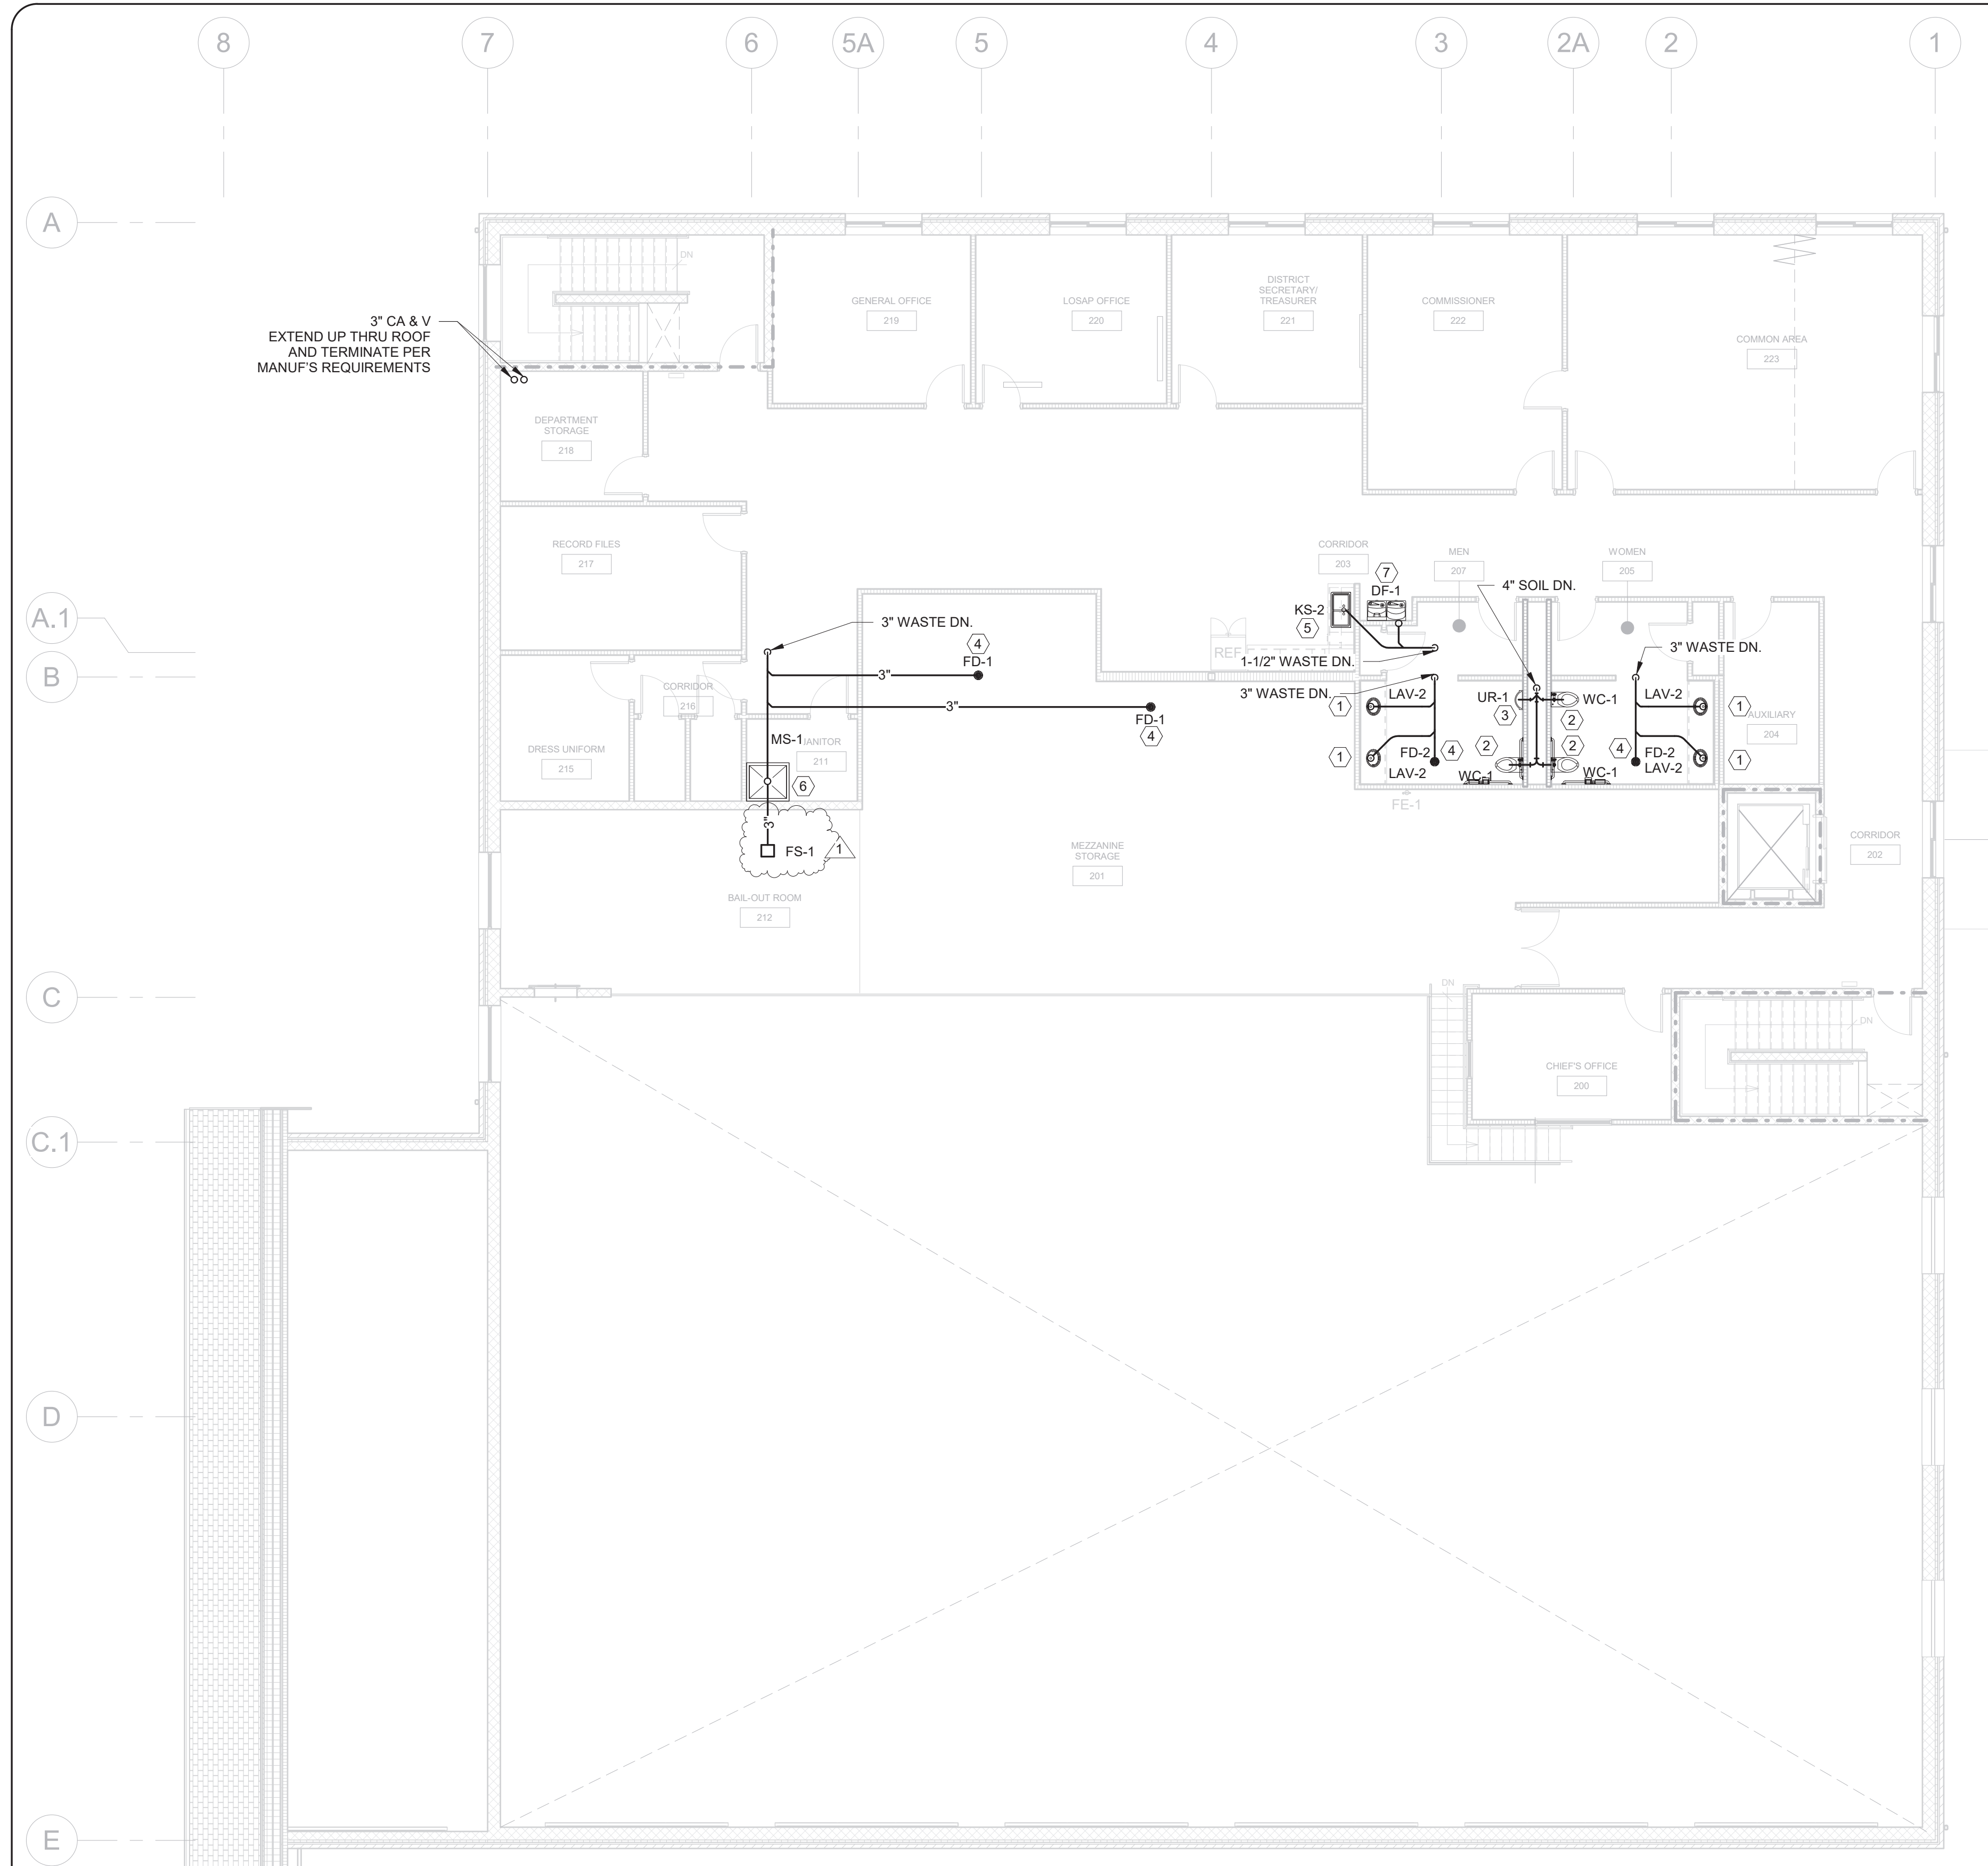 8
7
6
5A
5
4
3
2A
2
1
A
A.1
B
C
C.1
D
E
3" CA & V
EXTEND UP THRU ROOF
AND TERMINATE PER
MANUF'S REQUIREMENTS
DN
GENERAL OFFICE
219
LOSAP OFFICE
220
DISTRICT
SECRETARY/
TREASURER
221
COMMISSIONER
222
COMMON AREA
223
DEPARTMENT
STORAGE
218
RECORD FILES
217
CORRIDOR
203
MEN
207
WOMEN
205
7
DF-1
4" SOIL DN.
KS-2
5
3" WASTE DN.
4
FD-1
REF
1-1/2" WASTE DN.
3" WASTE DN.
3" WASTE DN.
3"
CORRIDOR
216
3"
FD-1
4
1
LAV-2
UR-1
3
WC-1
2
LAV-2
1
AUXILIARY
204
MS-1
JANITOR
211
DRESS UNIFORM
215
1
FD-2
4
LAV-2
2
2
WC-1
WC-1
4
FD-2
LAV-2
1
6
FE-1
3"
FS-1
1
MEZZANINE
STORAGE
201
CORRIDOR
202
BAIL-OUT ROOM
212
DN
DN
CHIEF'S OFFICE
200